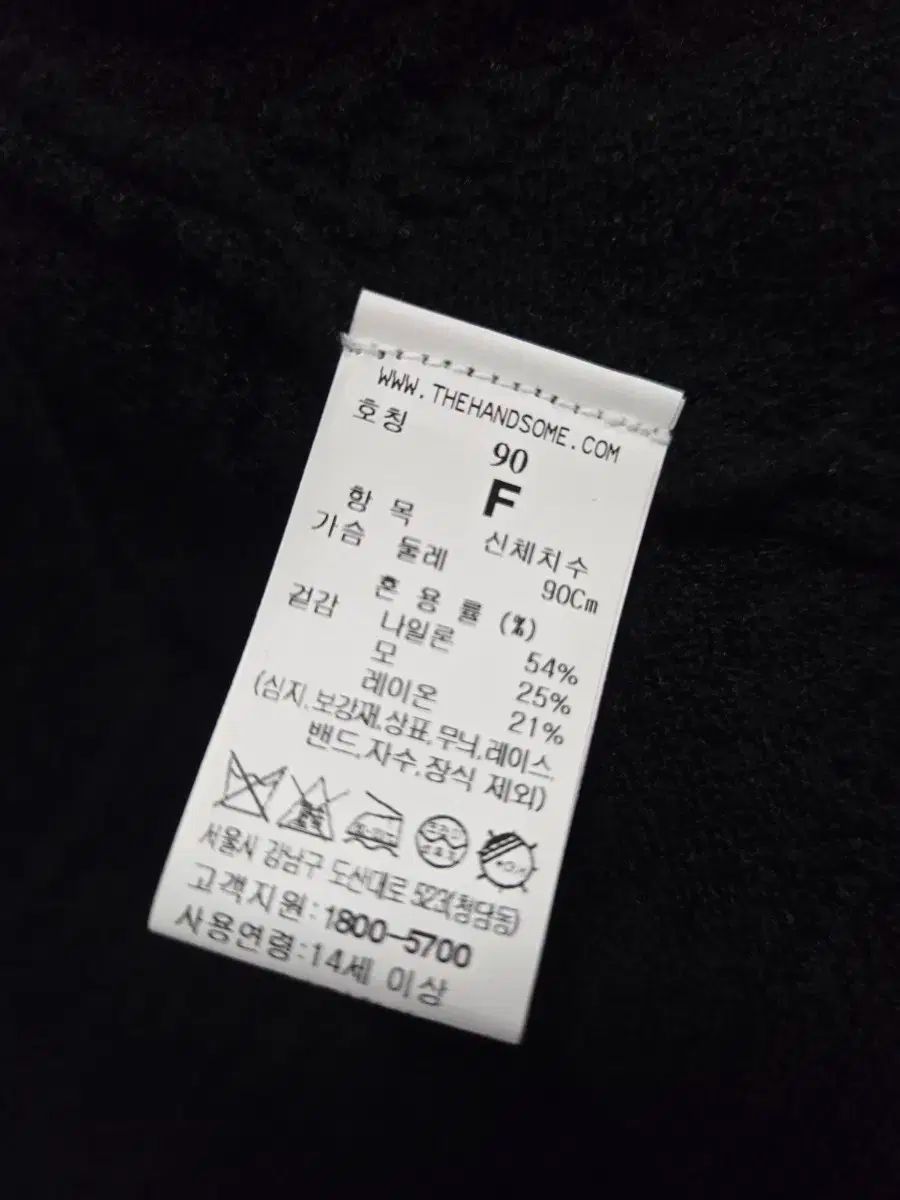 WWW.THEHANDSOME.COM
호칭 90
F
항 목 신체치수
가슴 둘레 90Cm
혼 용 률 (%)
겉감 나일론 54%
모 25%
레이온 21%
(심지.보강재.상표.무늬.레이스.
밴드.자수.장식 제외)
서울시 강남구 도산대로 523(청담동)
고객지원:1800-5700
사용연령:14세 이상